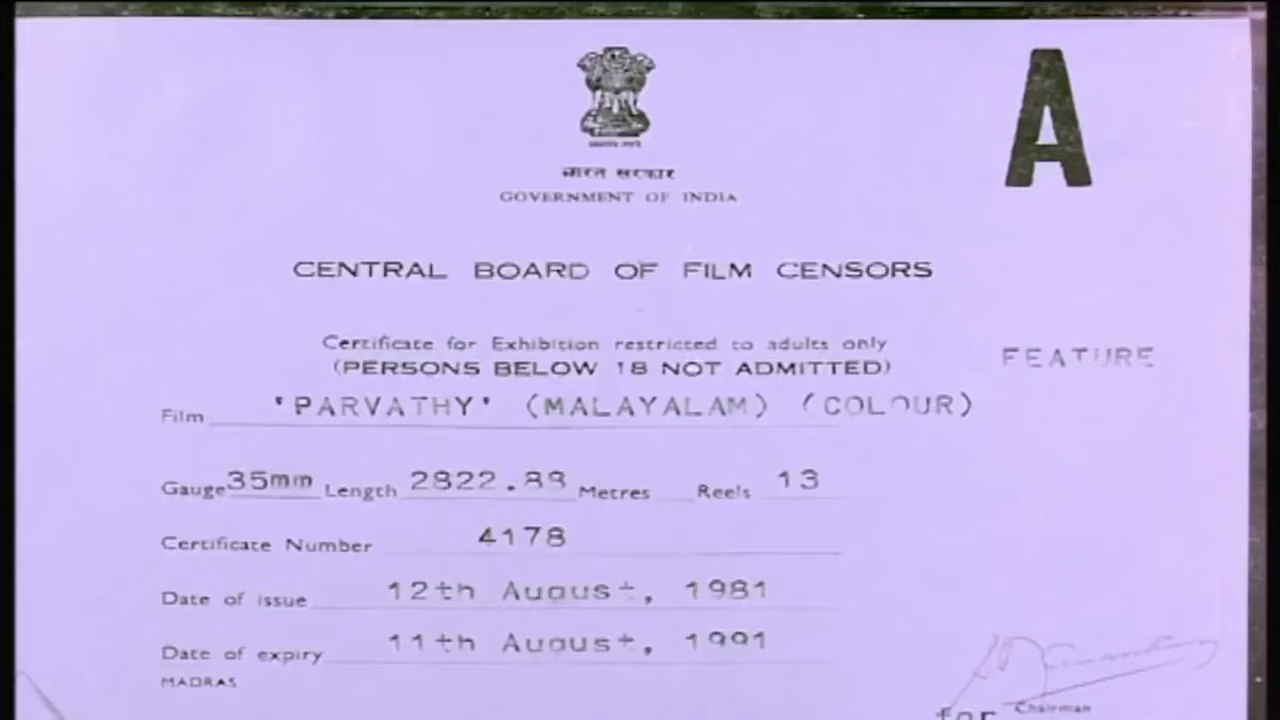 भारत सरकार
GOVERNMENT OF INDIA
A
CENTRAL BOARD OF FILM CENSORS
Certificate for Exhibition restricted to adults only
(PERSONS BELOW 18 NOT ADMITTED)
FEATURE
Film 'PARVATHY' (MALAYALAM) (COLOUR)
Gauge 35mm Length 2822.89 Metres Reels 13
Certificate Number 4178
Date of issue 12th August, 1981
Date of expiry 11th August, 1991
MADRAS
for Chairman